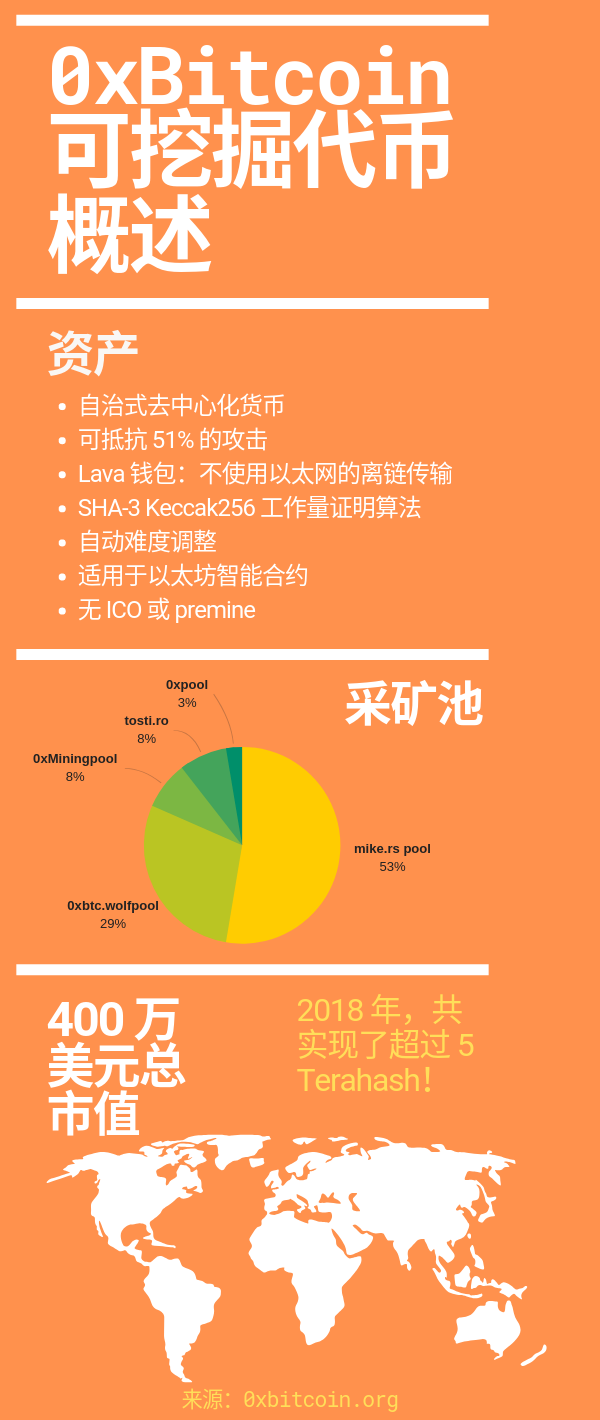 0xBitcoin
可挖掘代币
概述
资产
自治式去中心化货币
可抵抗 51% 的攻击
Lava 钱包：不使用以太网的离链传输
SHA-3 Keccak256 工作量证明算法
自动难度调整
适用于以太坊智能合约
无 ICO 或 premine
采矿池
0xpool
3%
tosti.ro
8%
0xMiningpool
8%
mike.rs pool
53%
0xbtc.wolfpool
29%
400 万
美元总
市值
2018 年，共
实现了超过 5
Terahash！
来源：0xbitcoin.org